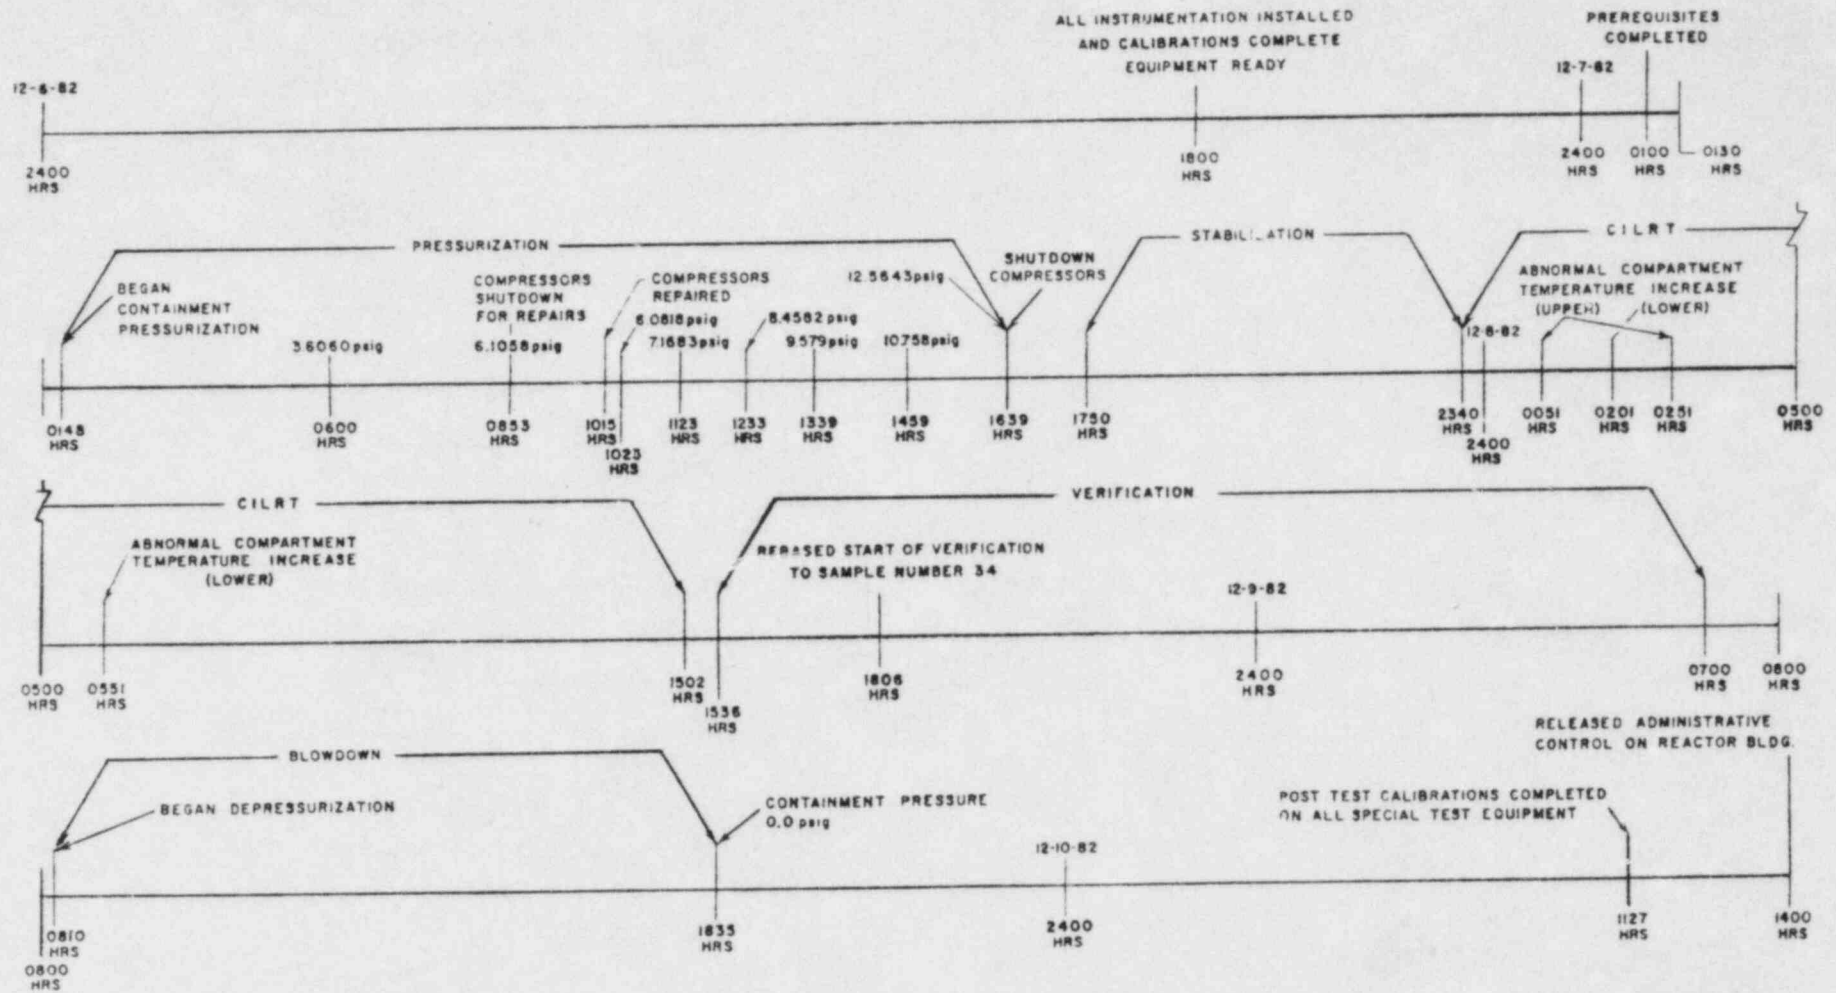 ALL INSTRUMENTATION INSTALLED
AND CALIBRATIONS COMPLETE
EQUIPMENT READY
PREREQUISITES
COMPLETED
12-6-82
12-7-82
2400
HRS
1800
HRS
2400
HRS
0100
HRS
0130
HRS
PRESSURIZATION
STABILIZATION
CILRT
BEGAN
CONTAINMENT
PRESSURIZATION
COMPRESSORS
SHUTDOWN
FOR REPAIRS
COMPRESSORS
REPAIRED
12.5643psig
SHUTDOWN
COMPRESSORS
ABNORMAL COMPARTMENT
TEMPERATURE INCREASE
(UPPER)
(LOWER)
3.6060psig
6.1058psig
6.0818psig
7.1683psig
8.4582psig
9.579psig
10.758psig
12-8-82
0148
HRS
0600
HRS
0853
HRS
1015
HRS
1023
HRS
1123
HRS
1233
HRS
1339
HRS
1459
HRS
1639
HRS
1750
HRS
2340
HRS
2400
HRS
0051
HRS
0201
HRS
0251
HRS
0500
HRS
CILRT
VERIFICATION
ABNORMAL COMPARTMENT
TEMPERATURE INCREASE
(LOWER)
REBASED START OF VERIFICATION
TO SAMPLE NUMBER 34
12-9-82
0500
HRS
0551
HRS
1502
HRS
1536
HRS
1806
HRS
2400
HRS
0700
HRS
0800
HRS
BLOWDOWN
BEGAN DEPRESSURIZATION
CONTAINMENT PRESSURE
0.0 psig
12-10-82
POST TEST CALIBRATIONS COMPLETED
ON ALL SPECIAL TEST EQUIPMENT
RELEASED ADMINISTRATIVE
CONTROL ON REACTOR BLDG.
0800
HRS
0810
HRS
1835
HRS
2400
HRS
1127
HRS
1400
HRS